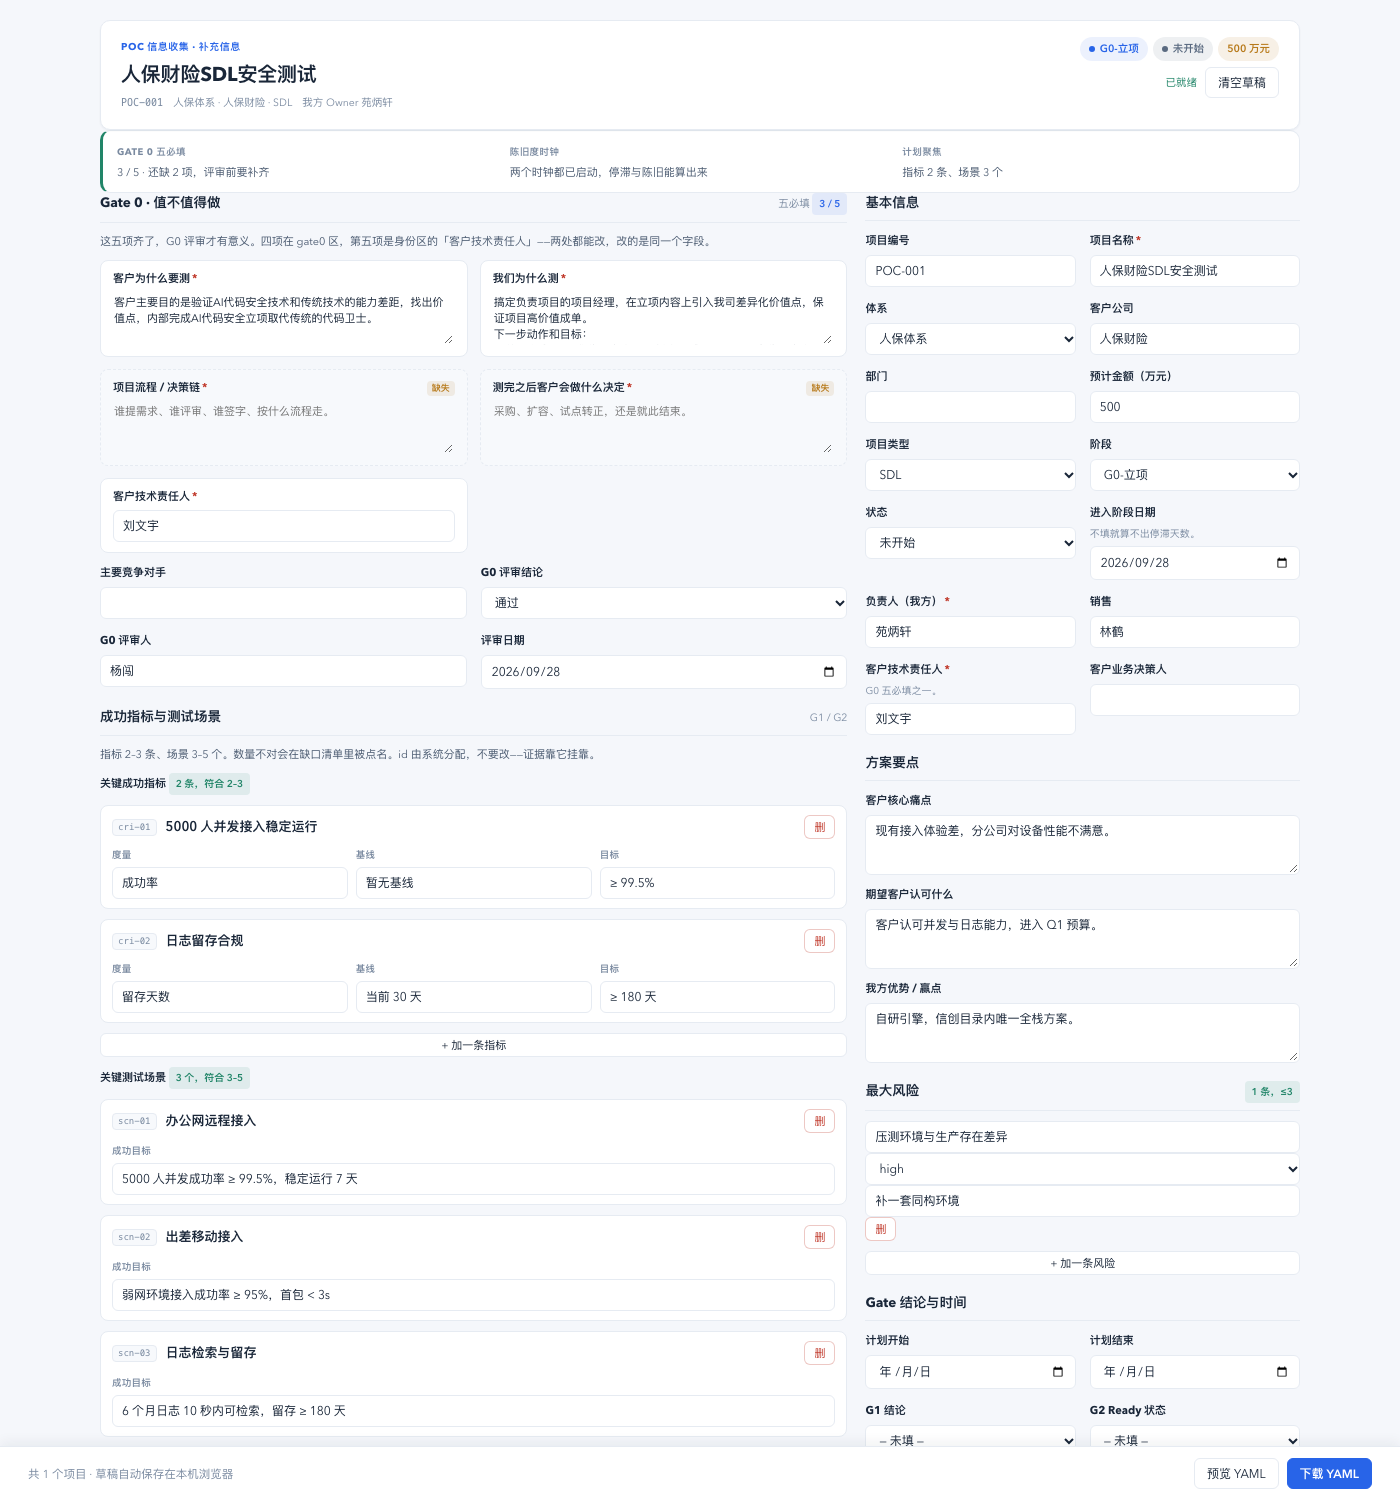 POC 信息收集 · 补充信息
人保财险SDL安全测试
POC-001 人保体系 · 人保财险 · SDL 我方 Owner 苑炳轩
G0-立项 未开始 500 万元
已就绪 清空草稿
GATE 0 五必填
3 / 5 · 还缺 2 项，评审前要补齐
陈旧度时钟
两个时钟都已启动，停滞与陈旧能算出来
计划聚焦
指标 2 条、场景 3 个
Gate 0 · 值不值得做
五必填 3 / 5
这五项齐了，G0 评审才有意义。四项在 gate0 区，第五项是身份区的「客户技术责任人」——两处都能改，改的是同一个字段。
客户为什么要测 *
客户主要目的是验证AI代码安全技术和传统技术的能力差距，找出价
值点，内部完成AI代码安全立项取代传统的代码卫士。
我们为什么测 *
搞定负责项目的项目经理，在立项内容上引入我司差异化价值点，保
证项目高价值成单。
下一步动作和目标：
项目流程 / 决策链 *
缺失
谁提需求、谁评审、谁签字、按什么流程走。
测完之后客户会做什么决定 *
缺失
采购、扩容、试点转正，还是就此结束。
客户技术责任人 *
刘文宇
主要竞争对手
G0 评审结论
通过
G0 评审人
杨闯
评审日期
2026/09/28
成功指标与测试场景
G1 / G2
指标 2–3 条、场景 3–5 个。数量不对会在缺口清单里被点名。id 由系统分配，不要改——证据靠它挂靠。
关键成功指标 2 条，符合 2–3
cri-01 5000 人并发接入稳定运行 删
度量 基线 目标
成功率 暂无基线 ≥ 99.5%
cri-02 日志留存合规 删
度量 基线 目标
留存天数 当前 30 天 ≥ 180 天
+ 加一条指标
关键测试场景 3 个，符合 3–5
scn-01 办公网远程接入 删
成功目标
5000 人并发成功率 ≥ 99.5%，稳定运行 7 天
scn-02 出差移动接入 删
成功目标
弱网环境接入成功率 ≥ 95%，首包 < 3s
scn-03 日志检索与留存 删
成功目标
6 个月日志 10 秒内可检索，留存 ≥ 180 天
基本信息
项目编号 项目名称 *
POC-001 人保财险SDL安全测试
体系 客户公司
人保体系 人保财险
部门 预计金额（万元）
500
项目类型 阶段
SDL G0-立项
状态 进入阶段日期
不填就算不出停滞天数。
未开始 2026/09/28
负责人（我方） * 销售
苑炳轩 林鹤
客户技术责任人 * 客户业务决策人
G0 五必填之一。
刘文宇
方案要点
客户核心痛点
现有接入体验差，分公司对设备性能不满意。
期望客户认可什么
客户认可并发与日志能力，进入 Q1 预算。
我方优势 / 赢点
自研引擎，信创目录内唯一全栈方案。
最大风险 1 条，≤3
压测环境与生产存在差异
high
补一套同构环境
删
+ 加一条风险
Gate 结论与时间
计划开始 计划结束
年 /月/日 年 /月/日
G1 结论 G2 Ready 状态
— 未填 — — 未填 —
共 1 个项目 · 草稿自动保存在本机浏览器
预览 YAML 下载 YAML